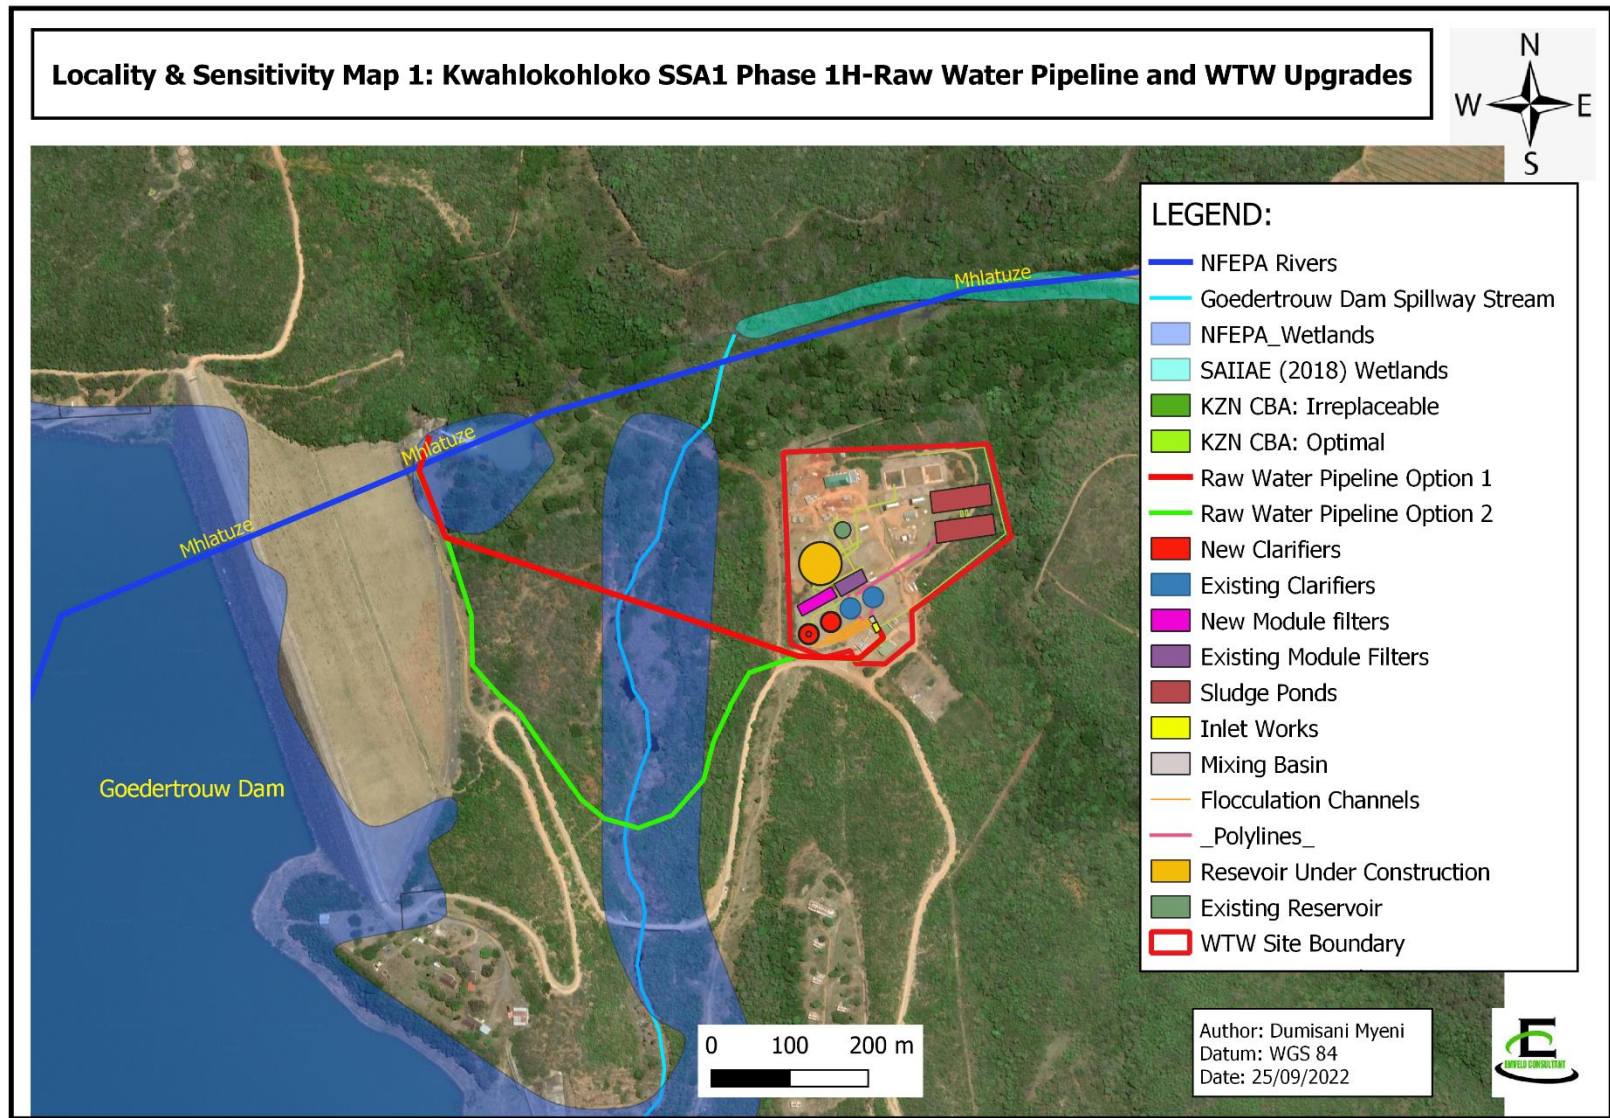 Locality & Sensitivity Map 1: Kwahlokohloko SSA1 Phase 1H-Raw Water Pipeline and WTW Upgrades
N
W
E
S
LEGEND:
NFEPA Rivers
Goedertrouw Dam Spillway Stream
NFEPA_Wetlands
SAIIAE (2018) Wetlands
KZN CBA: Irreplaceable
KZN CBA: Optimal
Raw Water Pipeline Option 1
Raw Water Pipeline Option 2
New Clarifiers
Existing Clarifiers
New Module filters
Existing Module Filters
Sludge Ponds
Inlet Works
Mixing Basin
Flocculation Channels
_Polylines_
Resevoir Under Construction
Existing Reservoir
WTW Site Boundary
Mhlatuze
Mhlatuze
Mhlatuze
Goedertrouw Dam
0 100 200 m
Author: Dumisani Myeni
Datum: WGS 84
Date: 25/09/2022
E
EMVELO CONSULTANT